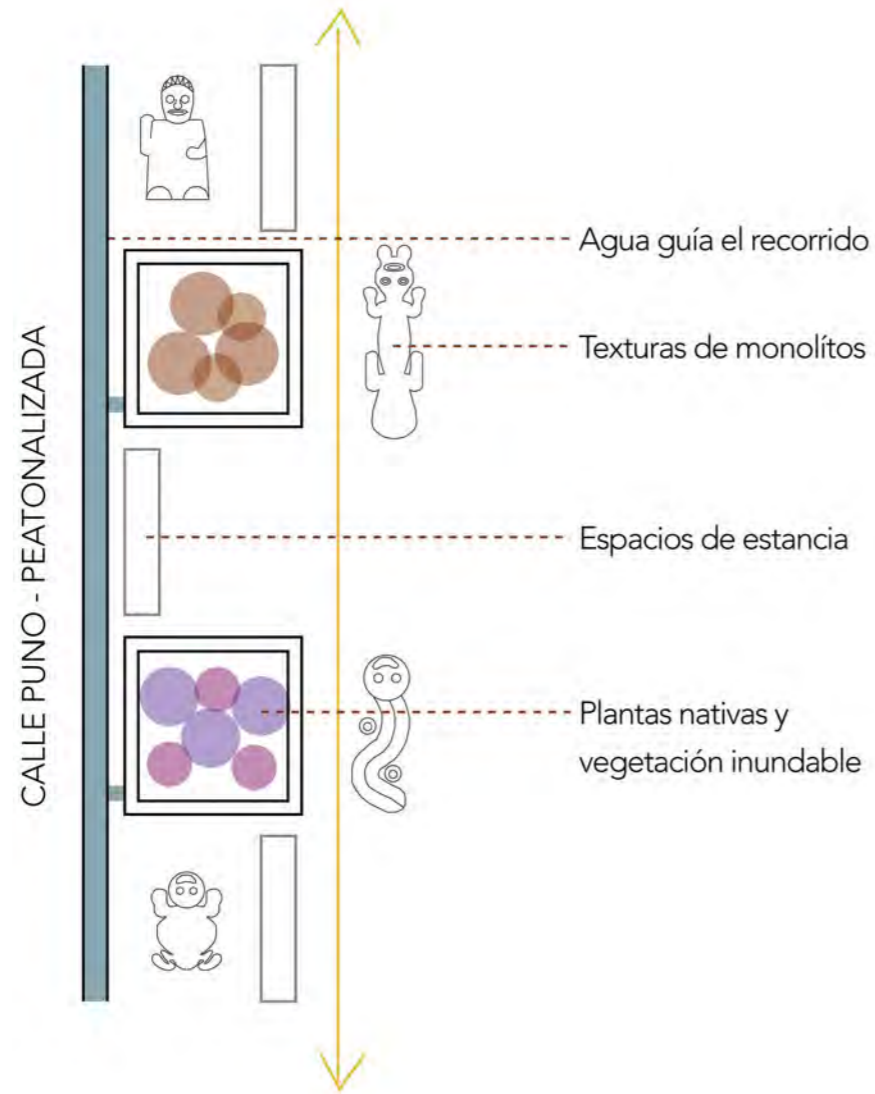 CALLE PUNO - PEATONALIZADA
Agua guía el recorrido
Texturas de monolítos
Espacios de estancia
Plantas nativas y
vegetación inundable